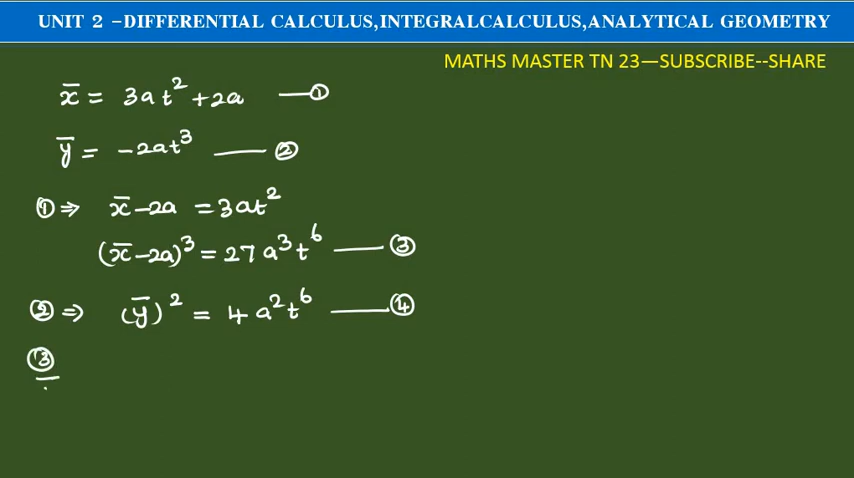 UNIT 2 –DIFFERENTIAL CALCULUS,INTEGRALCALCULUS,ANALYTICAL GEOMETRY
MATHS MASTER TN 23—SUBSCRIBE--SHARE
x̅ = 3at² + 2a —①
y̅ = -2at³ —②
① ⇒ x̅ - 2a = 3at²
(x̅ - 2a)³ = 27a³t⁶ —③
② ⇒ (y̅)² = 4a²t⁶ —④
③